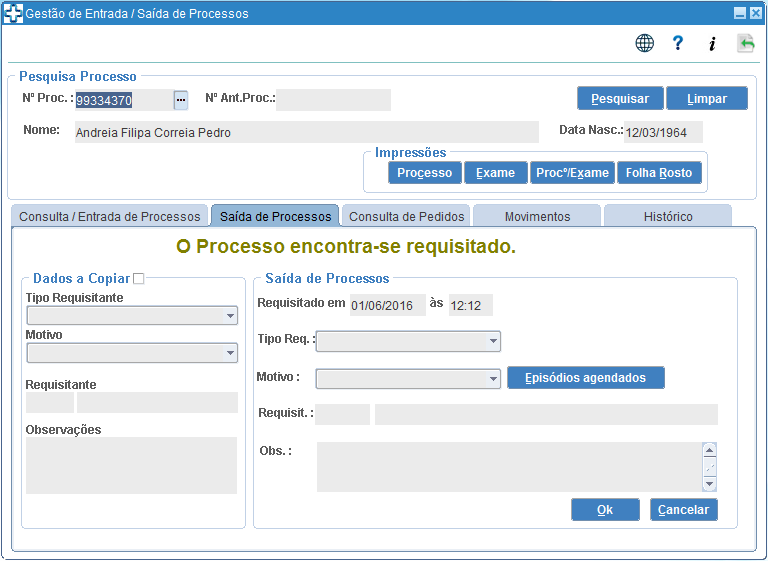 Gestão de Entrada / Saída de Processos
Pesquisa Processo
Nº Proc. : 99334370 ... Nº Ant.Proc.: Pesquisar Limpar
Nome: Andreia Filipa Correia Pedro Data Nasc.: 12/03/1964
Impressões
Processo Exame Procº/Exame Folha Rosto
Consulta / Entrada de Processos Saída de Processos Consulta de Pedidos Movimentos Histórico
O Processo encontra-se requisitado.
Dados a Copiar
Tipo Requisitante
Motivo
Requisitante
Observações
Saída de Processos
Requisitado em 01/06/2016 às 12:12
Tipo Req. :
Motivo : Episódios agendados
Requisit. :
Obs. :
Ok Cancelar